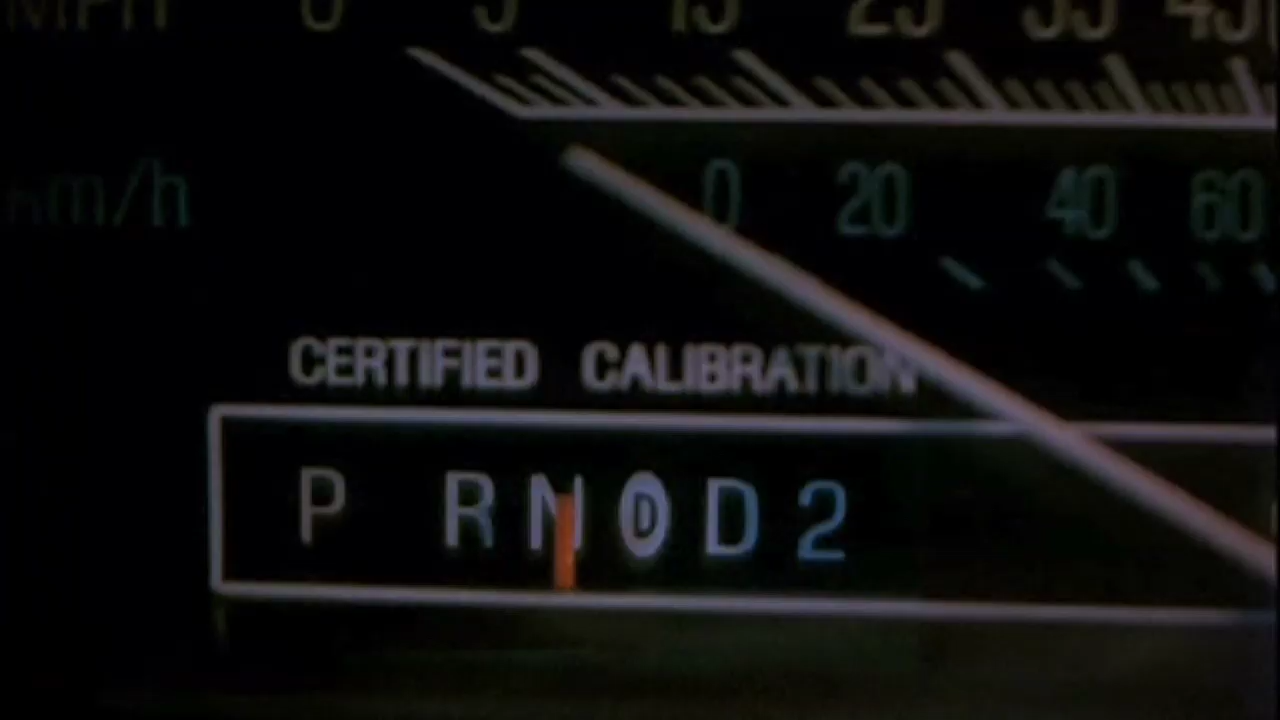 MPH 0 5 15 25 35 45
km/h 0 20 40 60
CERTIFIED CALIBRATION
P R N D D 2